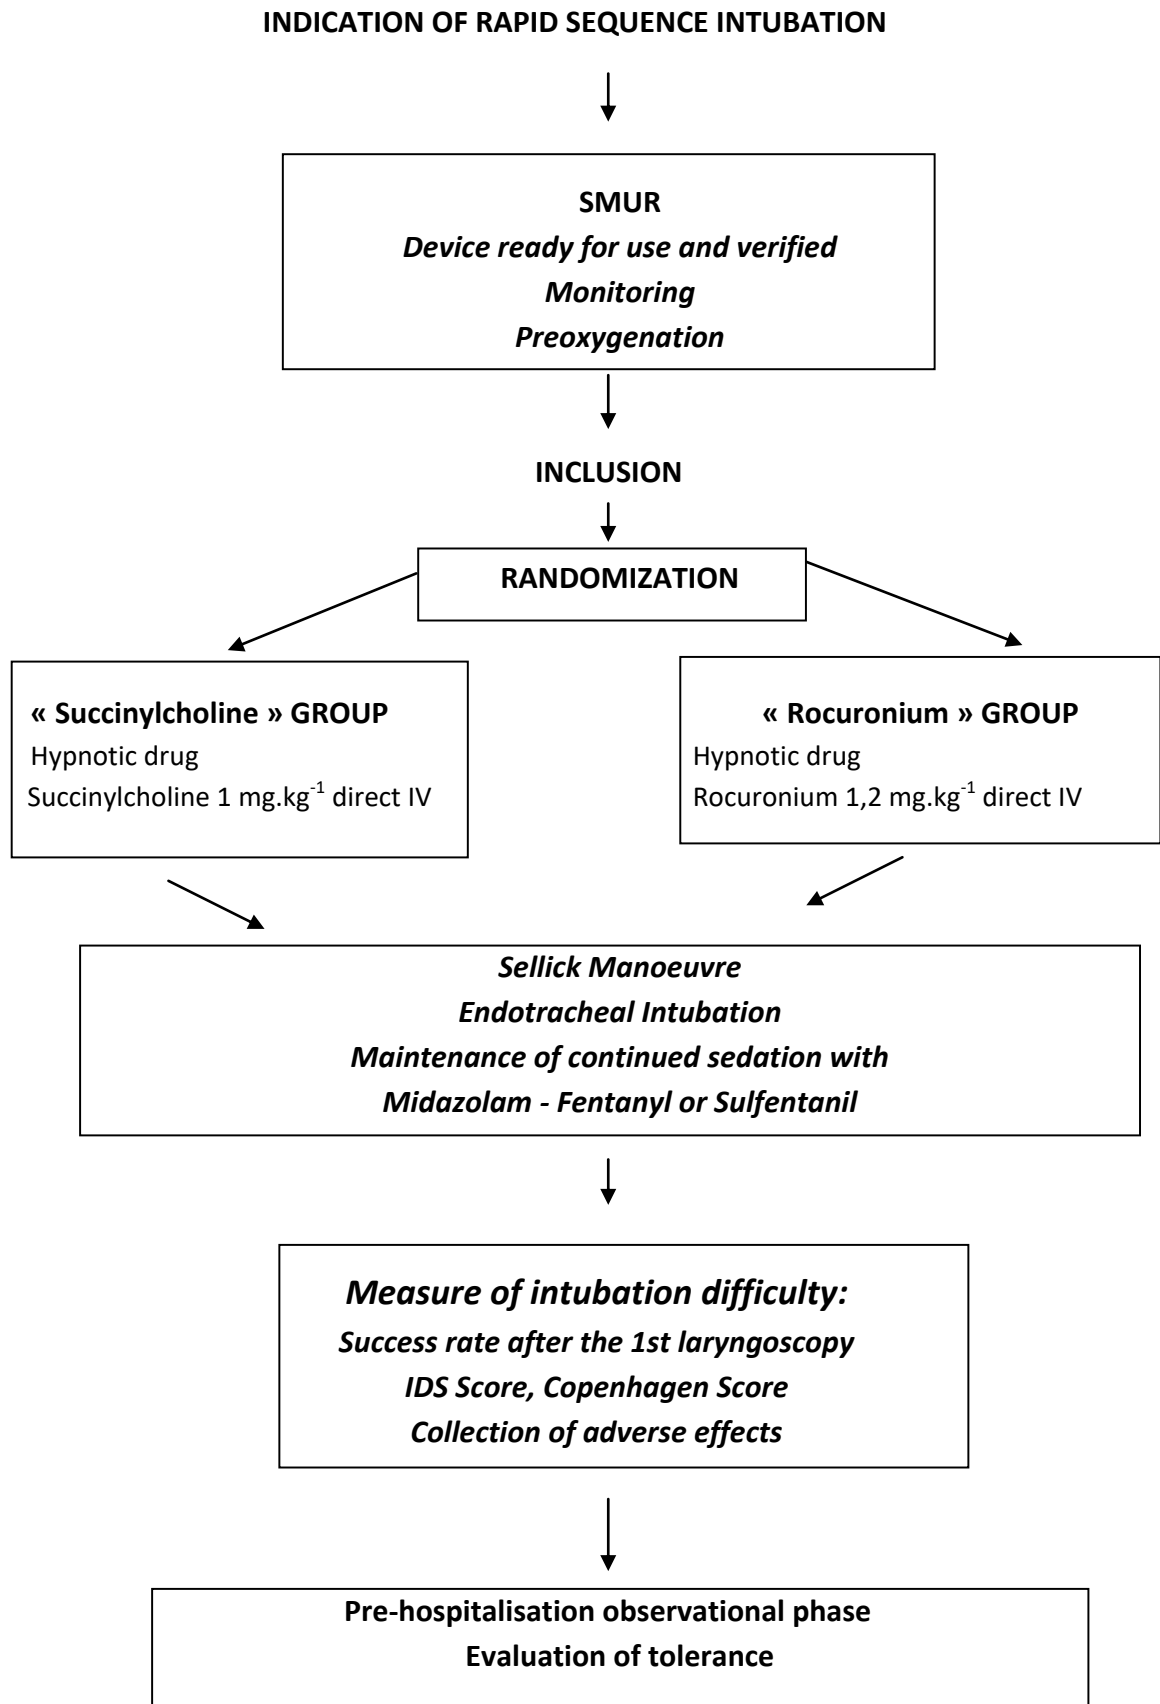 INDICATION OF RAPID SEQUENCE INTUBATION
SMUR
Device ready for use and verified
Monitoring
Preoxygenation
INCLUSION
RANDOMIZATION
« Succinylcholine » GROUP
Hypnotic drug
Succinylcholine 1 mg.kg⁻¹ direct IV
« Rocuronium » GROUP
Hypnotic drug
Rocuronium 1,2 mg.kg⁻¹ direct IV
Sellick Manoeuvre
Endotracheal Intubation
Maintenance of continued sedation with
Midazolam - Fentanyl or Sulfentanil
Measure of intubation difficulty:
Success rate after the 1st laryngoscopy
IDS Score, Copenhagen Score
Collection of adverse effects
Pre-hospitalisation observational phase
Evaluation of tolerance